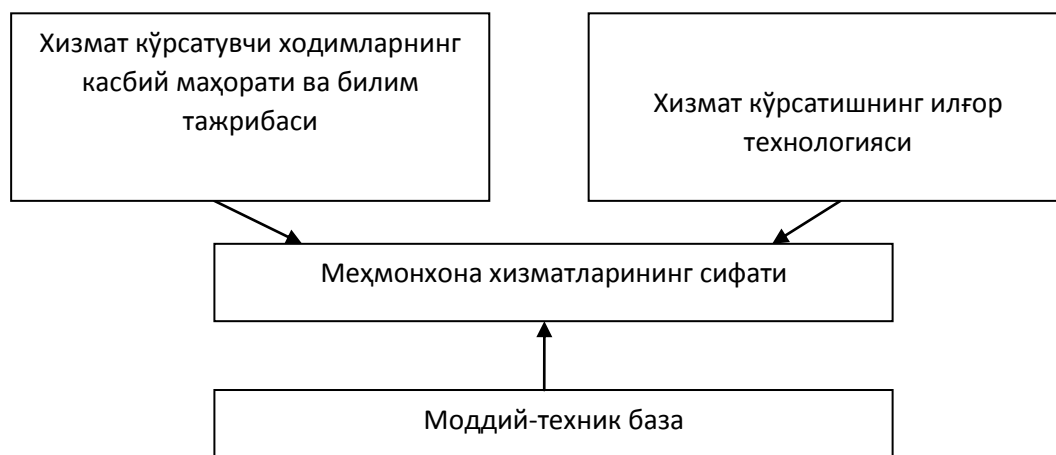 Хизмат кўрсатувчи ходимларнинг
касбий маҳорати ва билим
тажрибаси
Хизмат кўрсатишнинг илғор
технологияси
Меҳмонхона хизматларининг сифати
Моддий-техник база